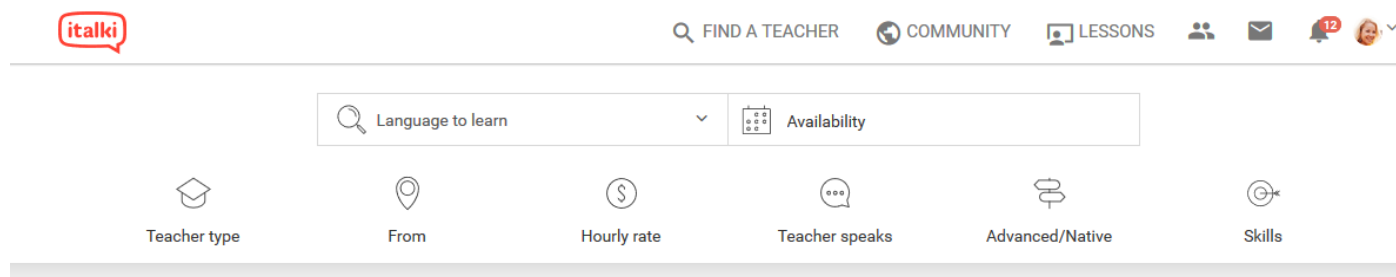 italki FIND A TEACHER COMMUNITY LESSONS 12
Language to learn Availability
Teacher type From Hourly rate Teacher speaks Advanced/Native Skills